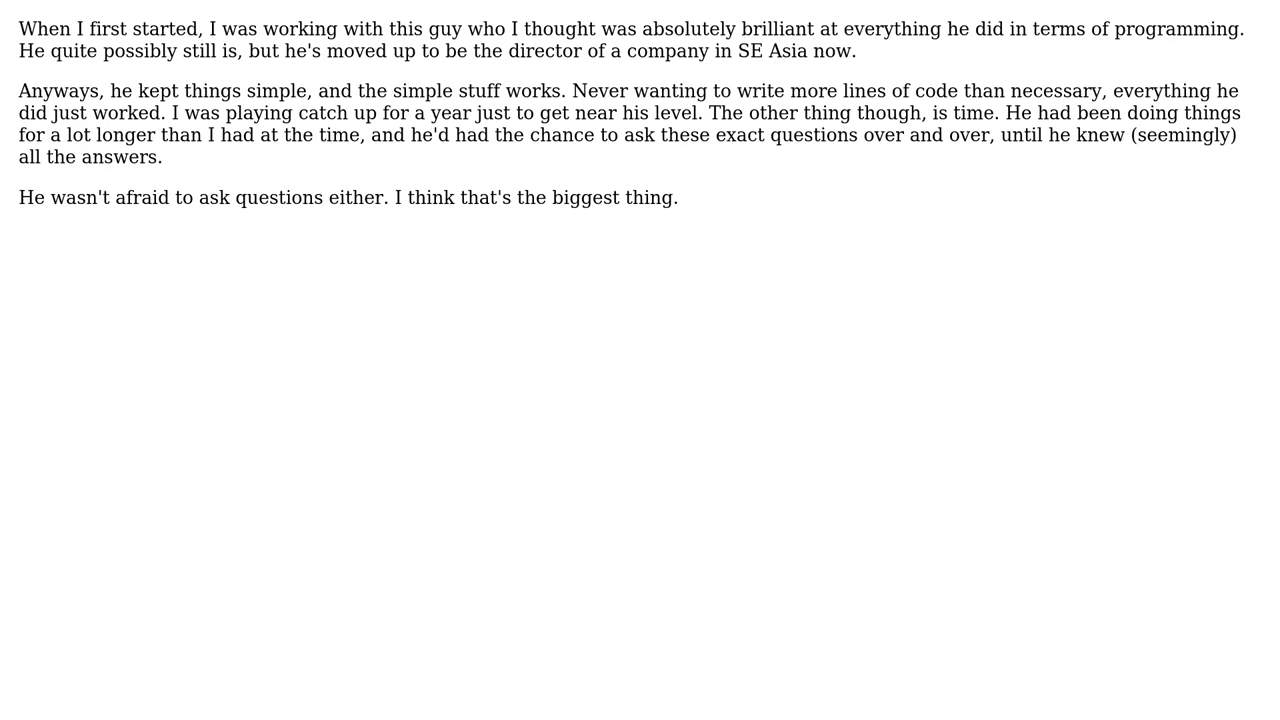 When I first started, I was working with this guy who I thought was absolutely brilliant at everything he did in terms of programming.
He quite possibly still is, but he's moved up to be the director of a company in SE Asia now.
Anyways, he kept things simple, and the simple stuff works. Never wanting to write more lines of code than necessary, everything he
did just worked. I was playing catch up for a year just to get near his level. The other thing though, is time. He had been doing things
for a lot longer than I had at the time, and he'd had the chance to ask these exact questions over and over, until he knew (seemingly)
all the answers.
He wasn't afraid to ask questions either. I think that's the biggest thing.